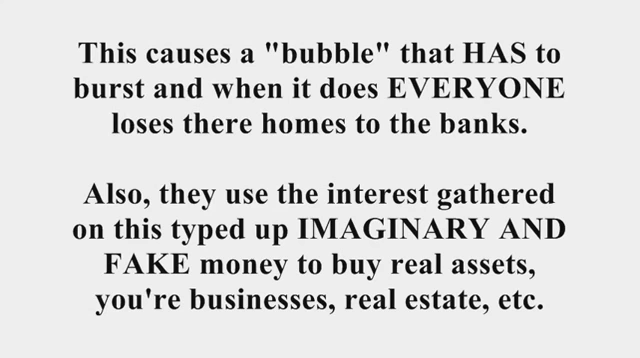 This causes a "bubble" that HAS to
burst and when it does EVERYONE
loses there homes to the banks.
Also, they use the interest gathered
on this typed up IMAGINARY AND
FAKE money to buy real assets,
you're businesses, real estate, etc.